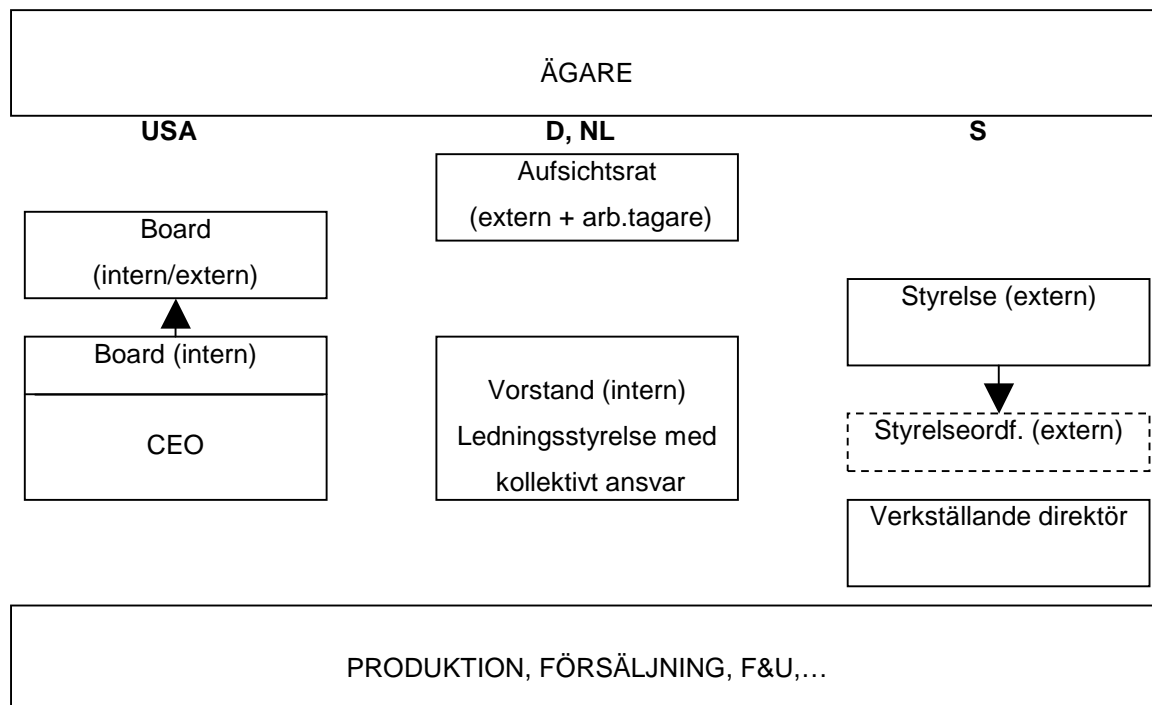 ÄGARE
USA
Board
(intern/extern)
Board (intern)
CEO
D, NL
Aufsichtsrat
(extern + arb.tagare)
Vorstand (intern)
Ledningsstyrelse med
kollektivt ansvar
S
Styrelse (extern)
Styrelseordf. (extern)
Verkställande direktör
PRODUKTION, FÖRSÄLJNING, F&U,…